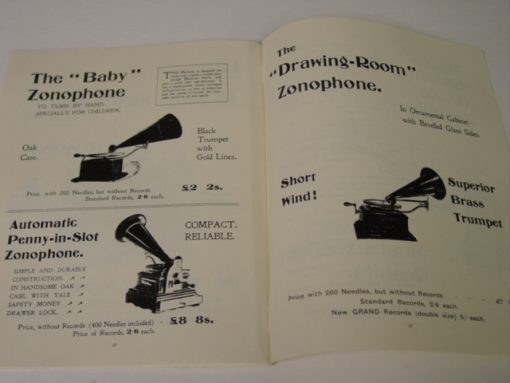 The "Baby"
Zonophone
TO TURN BY HAND.
SPECIALLY FOR CHILDREN.
Oak
Case.
Black
Trumpet
with
Gold Lines.
Price with 200 Needles, but without Records
£2 2s.
Standard Records, 2/6 each.
Automatic
Penny-in-Slot
Zonophone.
COMPACT.
RELIABLE.
SIMPLE AND DURABLE
CONSTRUCTION.
IN HANDSOME OAK
CASE, WITH YALE
SAFETY MONEY
DRAWER LOCK.
Price, without Records (400 Needles included)
£8 8s.
Price of Records, 2/6 each.
The
"Drawing-Room"
Zonophone.
In Ornamental Cabinet
with Bevelled Glass Sides.
Short
Wind!
Superior
Brass
Trumpet
Price with 200 Needles, but without Records
Standard Records, 2/6 each.
New GRAND Records (double size) 5/- each.